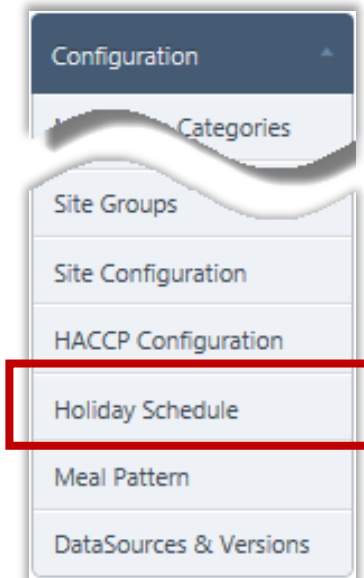 Configuration
Categories
Site Groups
Site Configuration
HACCP Configuration
Holiday Schedule
Meal Pattern
DataSources & Versions